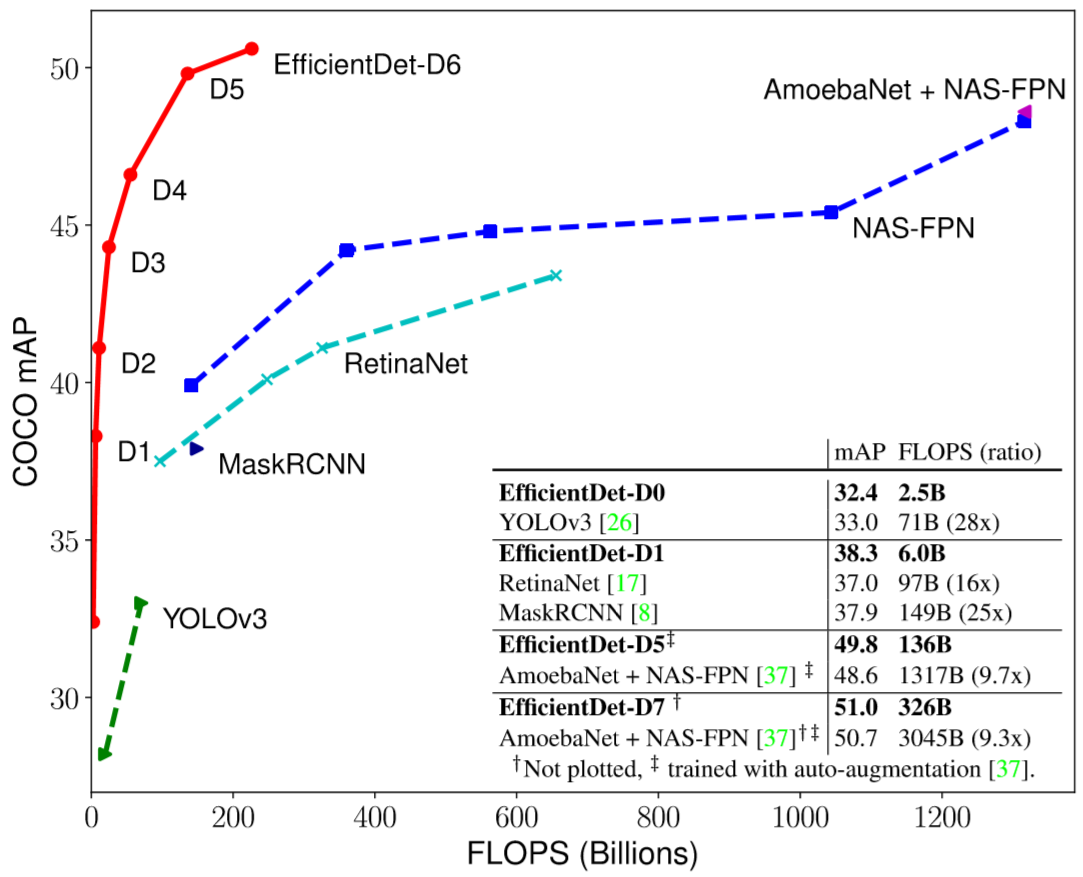 COCO mAP
50
45
40
35
30
0 200 400 600 800 1000 1200
FLOPS (Billions)
EfficientDet-D6
D5
D4
D3
D2
D1
AmoebaNet + NAS-FPN
NAS-FPN
RetinaNet
MaskRCNN
YOLOv3
mAP FLOPS (ratio)
EfficientDet-D0 32.4 2.5B
YOLOv3 [26] 33.0 71B (28x)
EfficientDet-D1 38.3 6.0B
RetinaNet [17] 37.0 97B (16x)
MaskRCNN [8] 37.9 149B (25x)
EfficientDet-D5‡ 49.8 136B
AmoebaNet + NAS-FPN [37] ‡ 48.6 1317B (9.7x)
EfficientDet-D7 † 51.0 326B
AmoebaNet + NAS-FPN [37]†‡ 50.7 3045B (9.3x)
†Not plotted, ‡ trained with auto-augmentation [37].